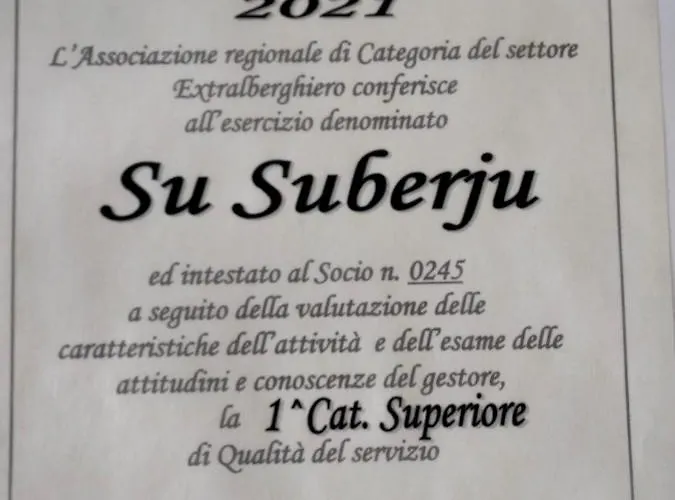 2021
L'Associazione regionale di Categoria del settore
Extralberghiero conferisce
all'esercizio denominato
Su Suberju
ed intestato al Socio n. 0245
a seguito della valutazione delle
caratteristiche dell'attività e dell'esame delle
attitudini e conoscenze del gestore,
la 1^Cat. Superiore
di Qualità del servizio